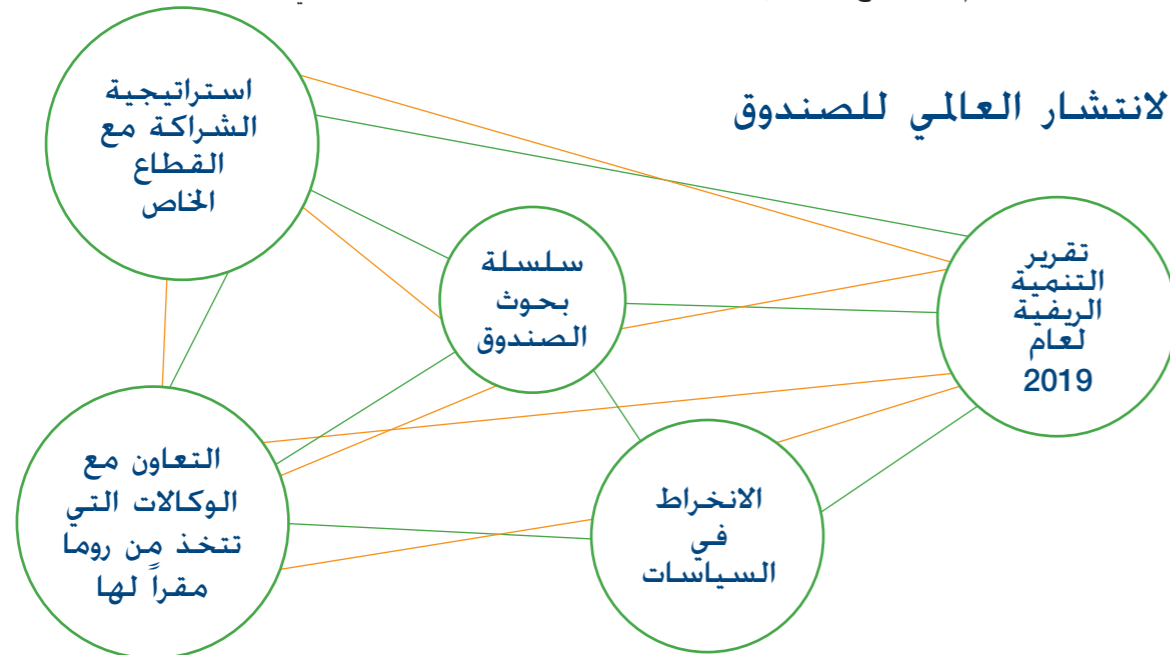 لانتشار العالمي للصندوق
استراتيجية
الشراكة مع
القطاع
الخاص
تقرير
التنمية
الريفية
لعام
2019
سلسلة
بحوث
الصندوق
التعاون مع
الوكالات التي
تتخذ من روما
مقراً لها
الانخراط
في
السياسات